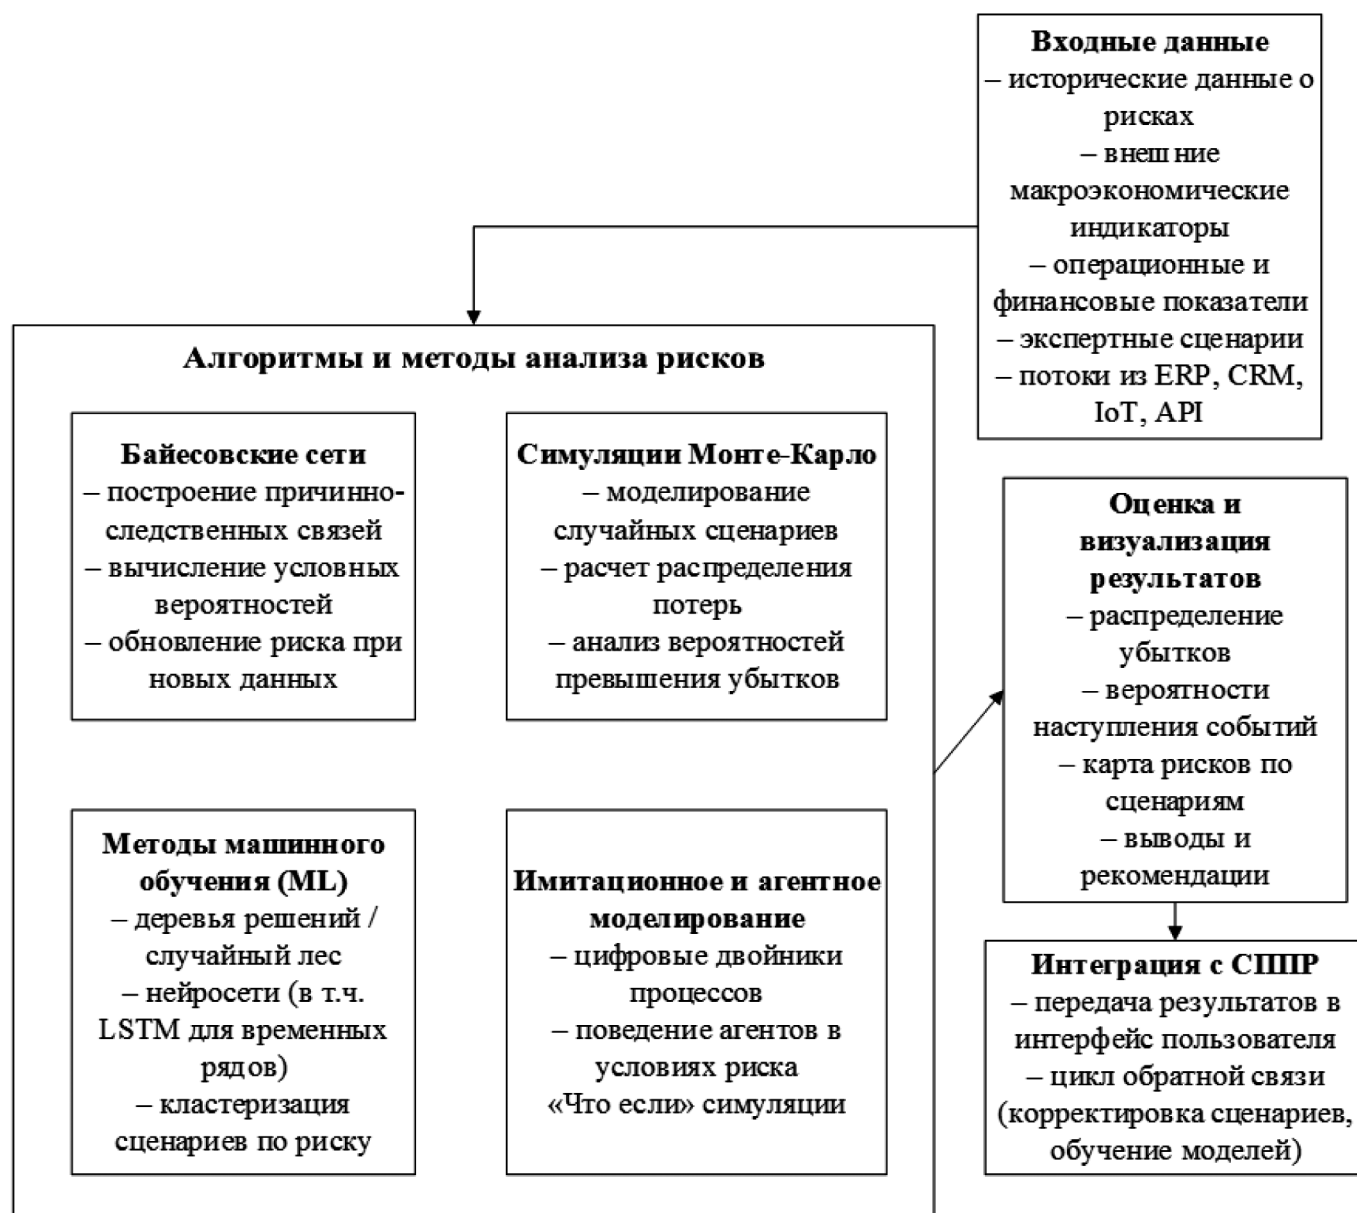 Входные данные
– исторические данные о
рисках
– внешние
макроэкономические
индикаторы
– операционные и
финансовые показатели
– экспертные сценарии
– потоки из ERP, CRM,
IoT, API
Алгоритмы и методы анализа рисков
Байесовские сети
– построение причинно-
следственных связей
– вычисление условных
вероятностей
– обновление риска при
новых данных
Симуляции Монте-Карло
– моделирование
случайных сценариев
– расчет распределения
потерь
– анализ вероятностей
превышения убытков
Методы машинного
обучения (ML)
– деревья решений /
случайный лес
– нейросети (в т.ч.
LSTM для временных
рядов)
– кластеризация
сценариев по риску
Имитационное и агентное
моделирование
– цифровые двойники
процессов
– поведение агентов в
условиях риска
«Что если» симуляции
Оценка и
визуализация
результатов
– распределение
убытков
– вероятности
наступления событий
– карта рисков по
сценариям
– выводы и
рекомендации
Интеграция с СППР
– передача результатов в
интерфейс пользователя
– цикл обратной связи
(корректировка сценариев,
обучение моделей)